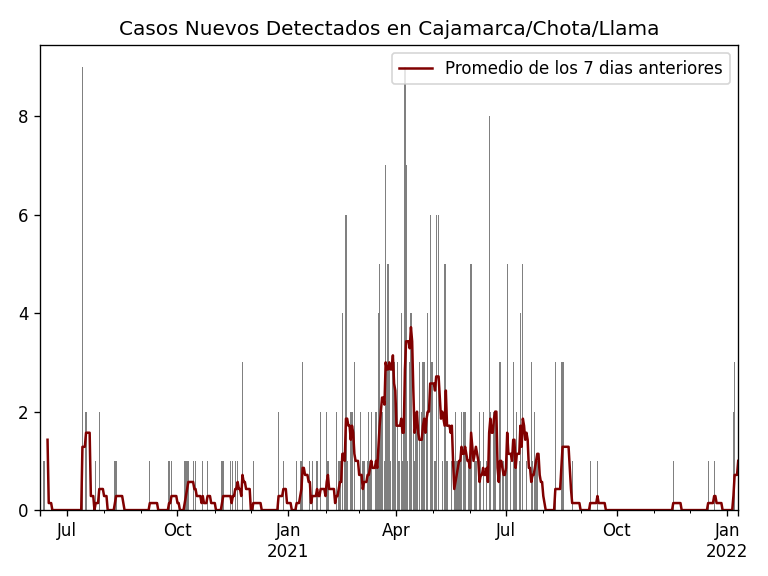 Casos Nuevos Detectados en Cajamarca/Chota/Llama
Promedio de los 7 dias anteriores
8
6
4
2
0
Jul
Oct
Jan
2021
Apr
Jul
Oct
Jan
2022